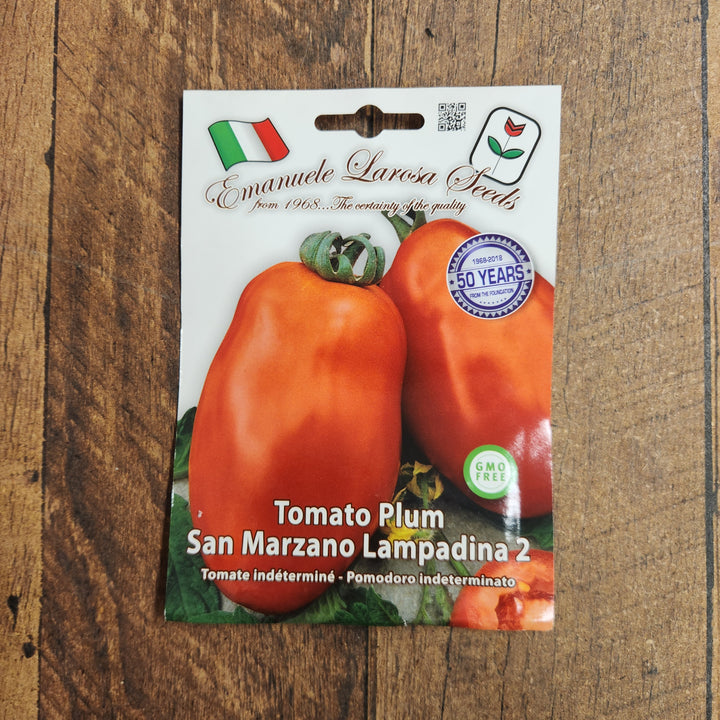 Emanuele Larosa Seeds
from 1968...The certainty of the quality
1968-2018
50 YEARS
FROM THE FOUNDATION
GMO
FREE
Tomato Plum
San Marzano Lampadina 2
Tomate indéterminé - Pomodoro indeterminato